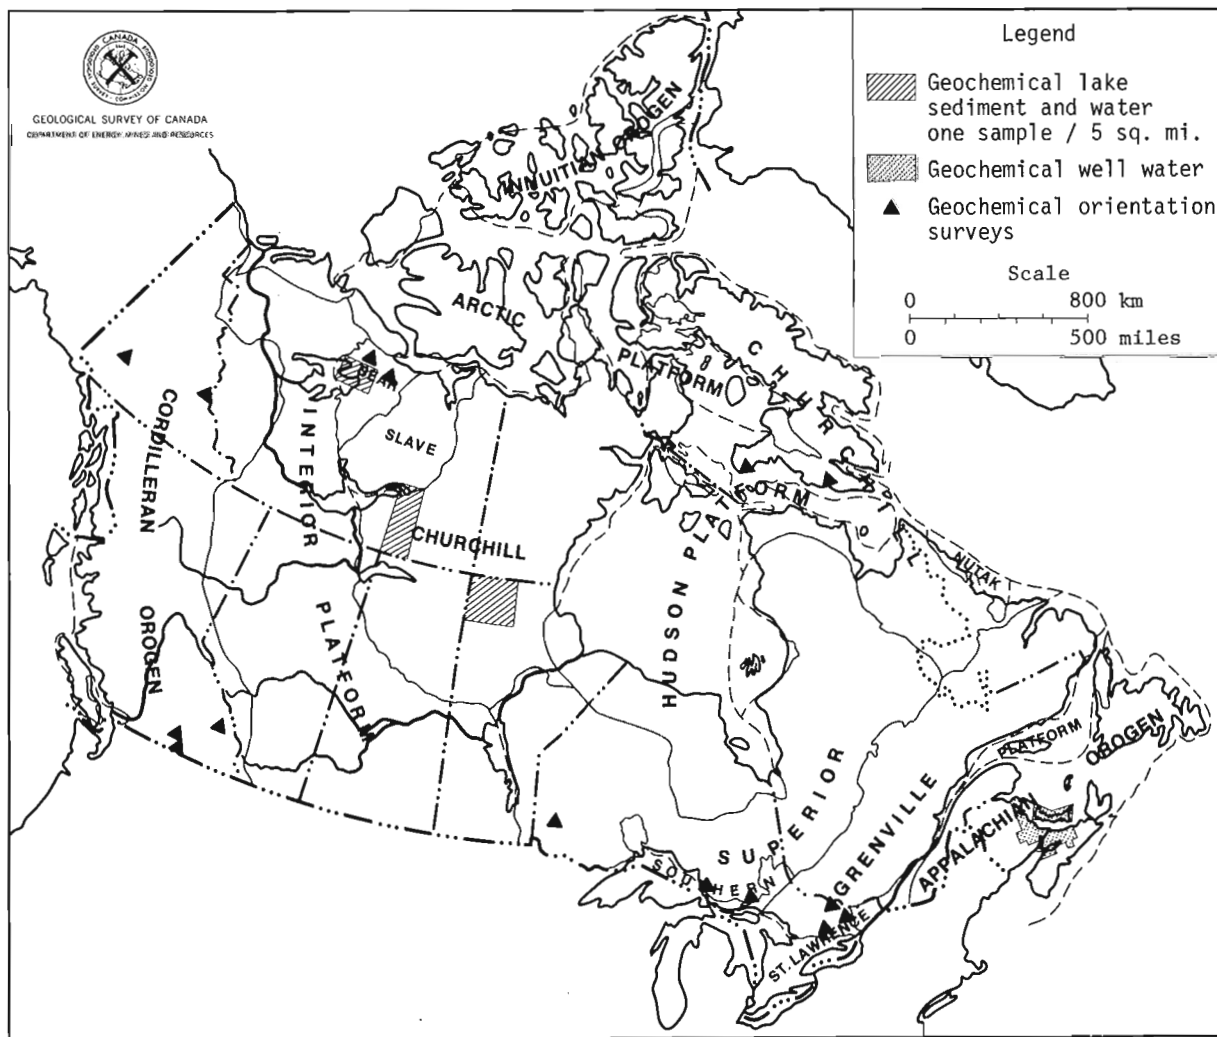 CANADA
GEOLOGICAL SURVEY OF CANADA
DEPARTMENT OF ENERGY, MINES AND RESOURCES
Legend
Geochemical lake
sediment and water
one sample / 5 sq. mi.
Geochemical well water
Geochemical orientation
surveys
Scale
0 800 km
0 500 miles
INNUITIAN OROGEN
ARCTIC
PLATFORM
CHURCHILL
BEAR
SLAVE
CORDILLERAN
OROGEN
INTERIOR
PLATFORM
CHURCHILL
HUDSON PLATFORM
NUTAK
SUPERIOR
SOUTHERN
GRENVILLE
ST. LAWRENCE
PLATFORM
APPALACHIAN
OROGEN